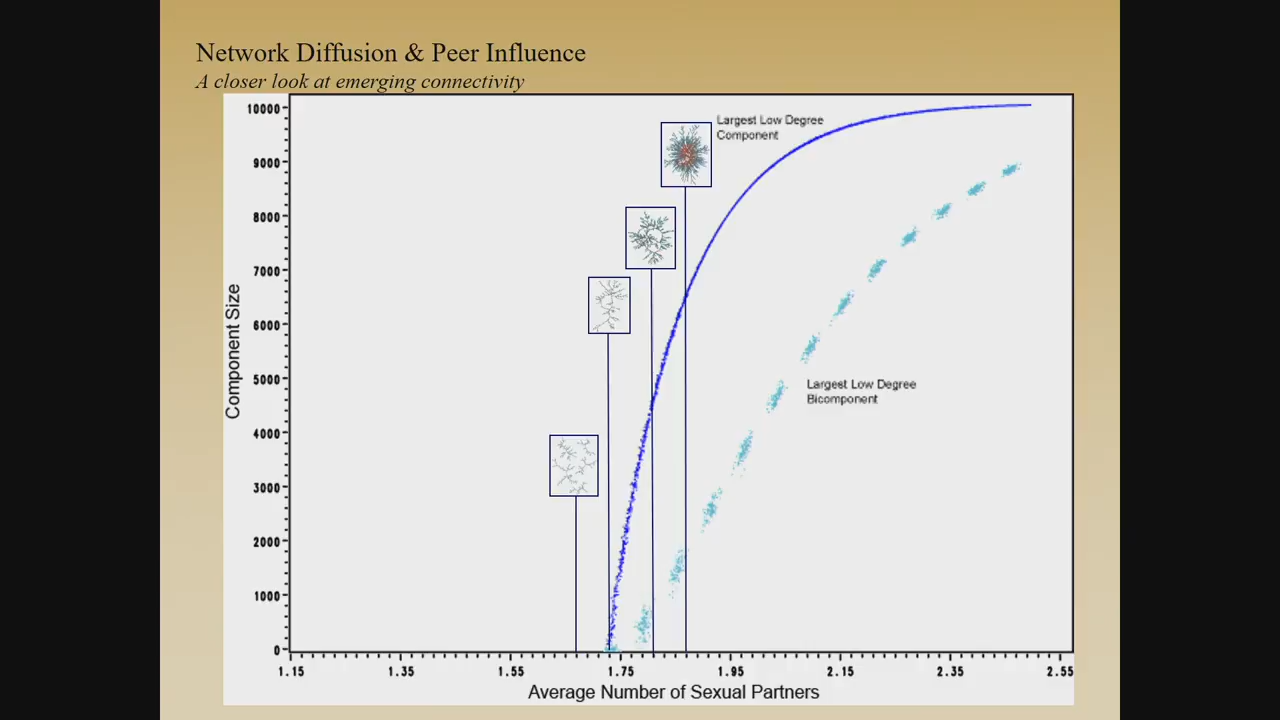 Network Diffusion & Peer Influence
A closer look at emerging connectivity
10000
9000
8000
7000
6000
5000
4000
3000
2000
1000
0
Component Size
Largest Low Degree
Component
Largest Low Degree
Bicomponent
1.15 1.35 1.55 1.75 1.95 2.15 2.35 2.55
Average Number of Sexual Partners